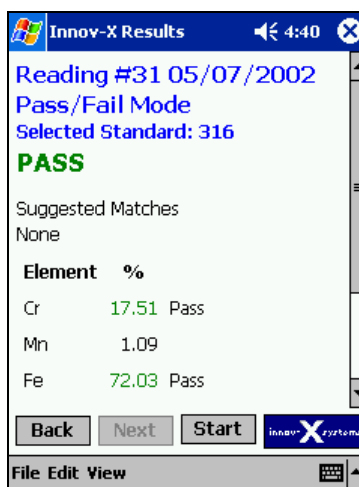 Innov-X Results 4:40
Reading #31 05/07/2002
Pass/Fail Mode
Selected Standard: 316
PASS
Suggested Matches
None
Element %
Cr 17.51 Pass
Mn 1.09
Fe 72.03 Pass
Back Next Start innov-X systems
File Edit View